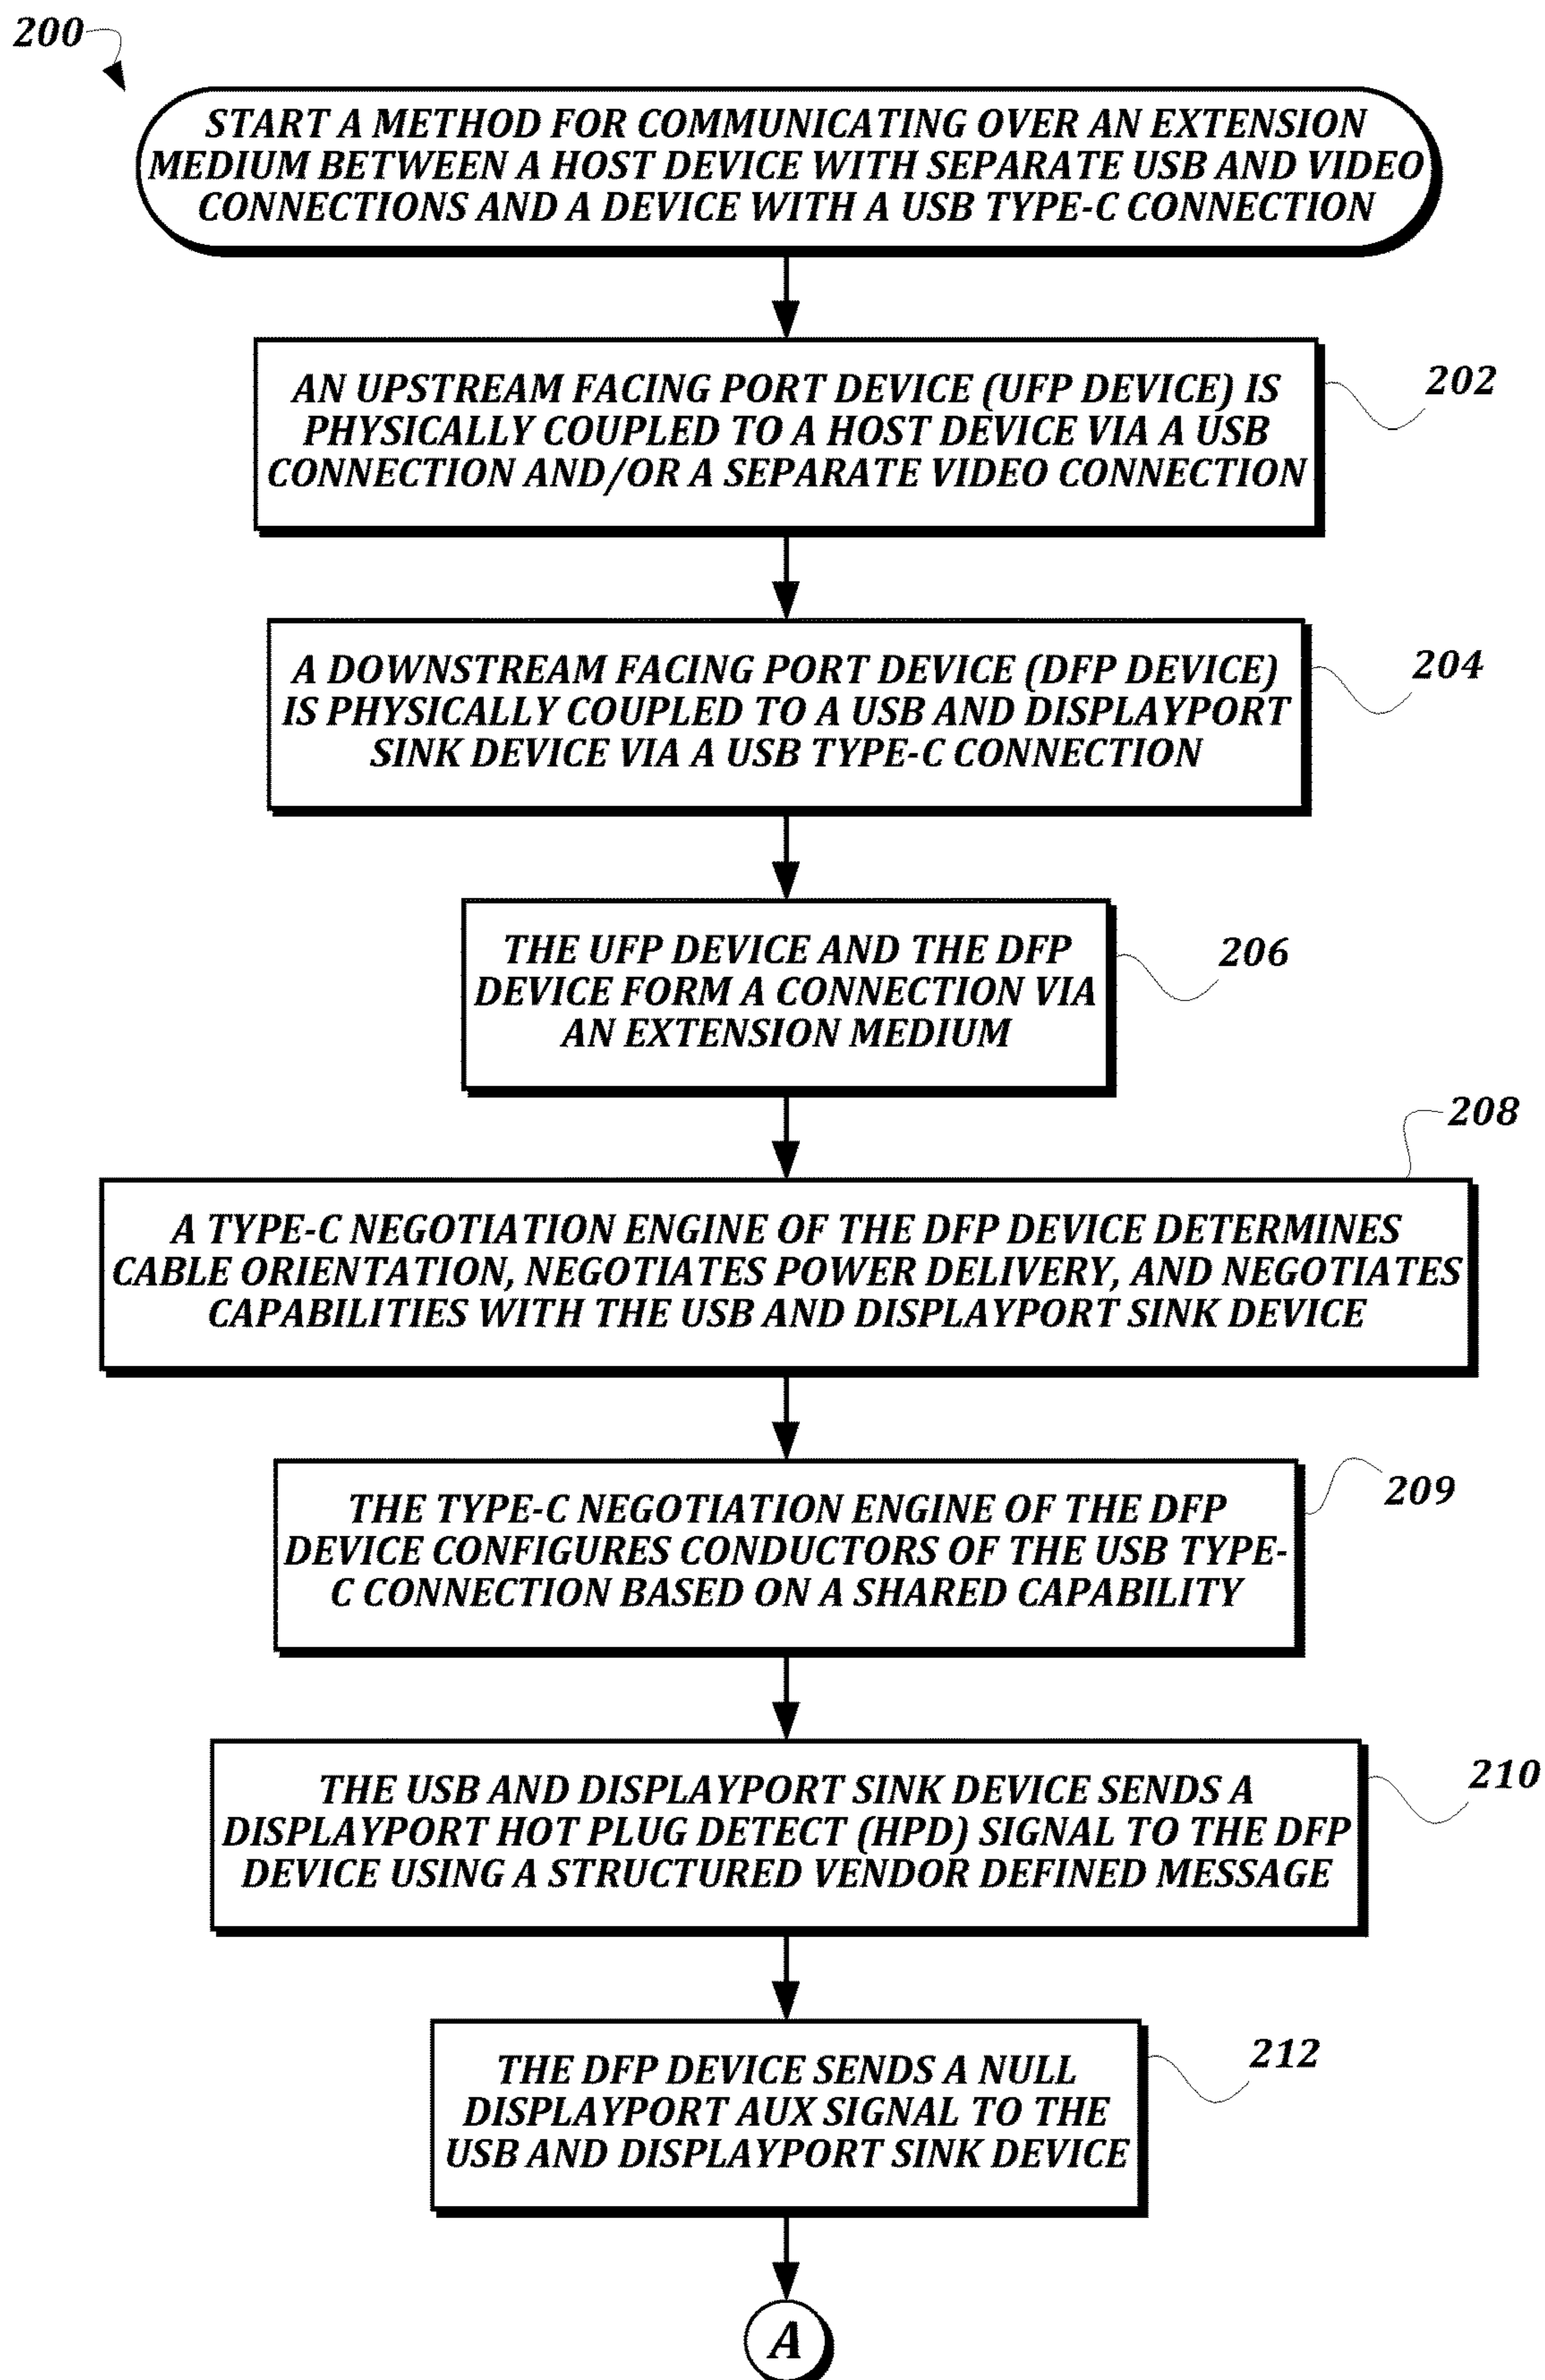 200
START A METHOD FOR COMMUNICATING OVER AN EXTENSION
MEDIUM BETWEEN A HOST DEVICE WITH SEPARATE USB AND VIDEO
CONNECTIONS AND A DEVICE WITH A USB TYPE-C CONNECTION
202
AN UPSTREAM FACING PORT DEVICE (UFP DEVICE) IS
PHYSICALLY COUPLED TO A HOST DEVICE VIA A USB
CONNECTION AND/OR A SEPARATE VIDEO CONNECTION
204
A DOWNSTREAM FACING PORT DEVICE (DFP DEVICE)
IS PHYSICALLY COUPLED TO A USB AND DISPLAYPORT
SINK DEVICE VIA A USB TYPE-C CONNECTION
206
THE UFP DEVICE AND THE DFP
DEVICE FORM A CONNECTION VIA
AN EXTENSION MEDIUM
208
A TYPE-C NEGOTIATION ENGINE OF THE DFP DEVICE DETERMINES
CABLE ORIENTATION, NEGOTIATES POWER DELIVERY, AND NEGOTIATES
CAPABILITIES WITH THE USB AND DISPLAYPORT SINK DEVICE
209
THE TYPE-C NEGOTIATION ENGINE OF THE DFP
DEVICE CONFIGURES CONDUCTORS OF THE USB TYPE-
C CONNECTION BASED ON A SHARED CAPABILITY
210
THE USB AND DISPLAYPORT SINK DEVICE SENDS A
DISPLAYPORT HOT PLUG DETECT (HPD) SIGNAL TO THE DFP
DEVICE USING A STRUCTURED VENDOR DEFINED MESSAGE
212
THE DFP DEVICE SENDS A NULL
DISPLAYPORT AUX SIGNAL TO THE
USB AND DISPLAYPORT SINK DEVICE
A